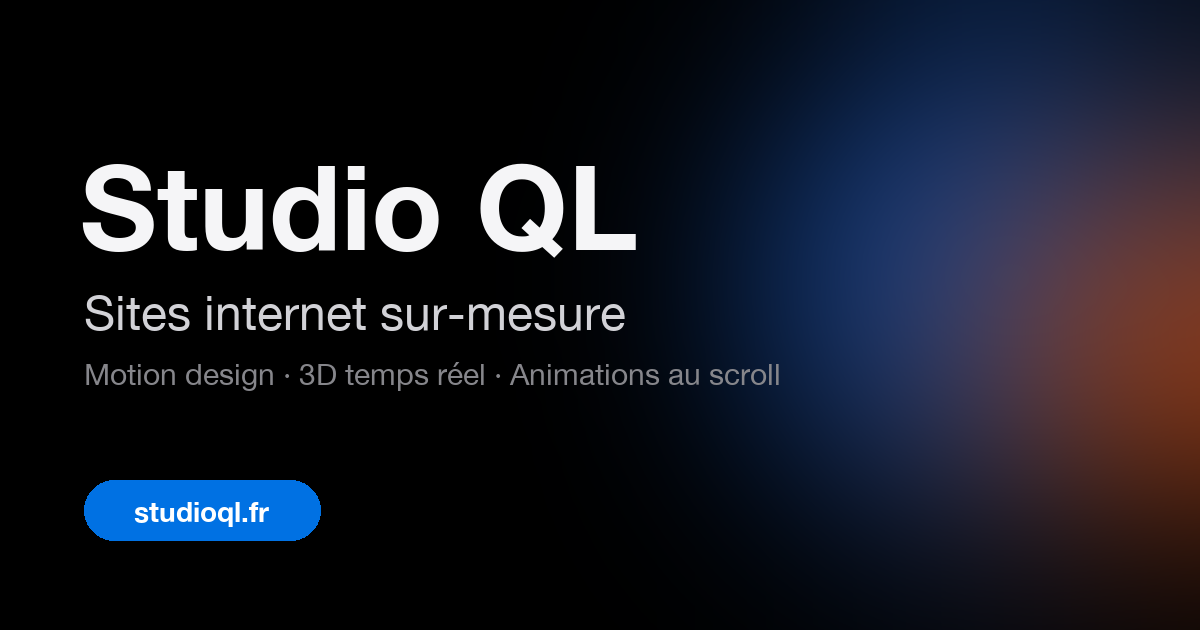 Studio QL
Sites internet sur-mesure
Motion design · 3D temps réel · Animations au scroll
studioql.fr